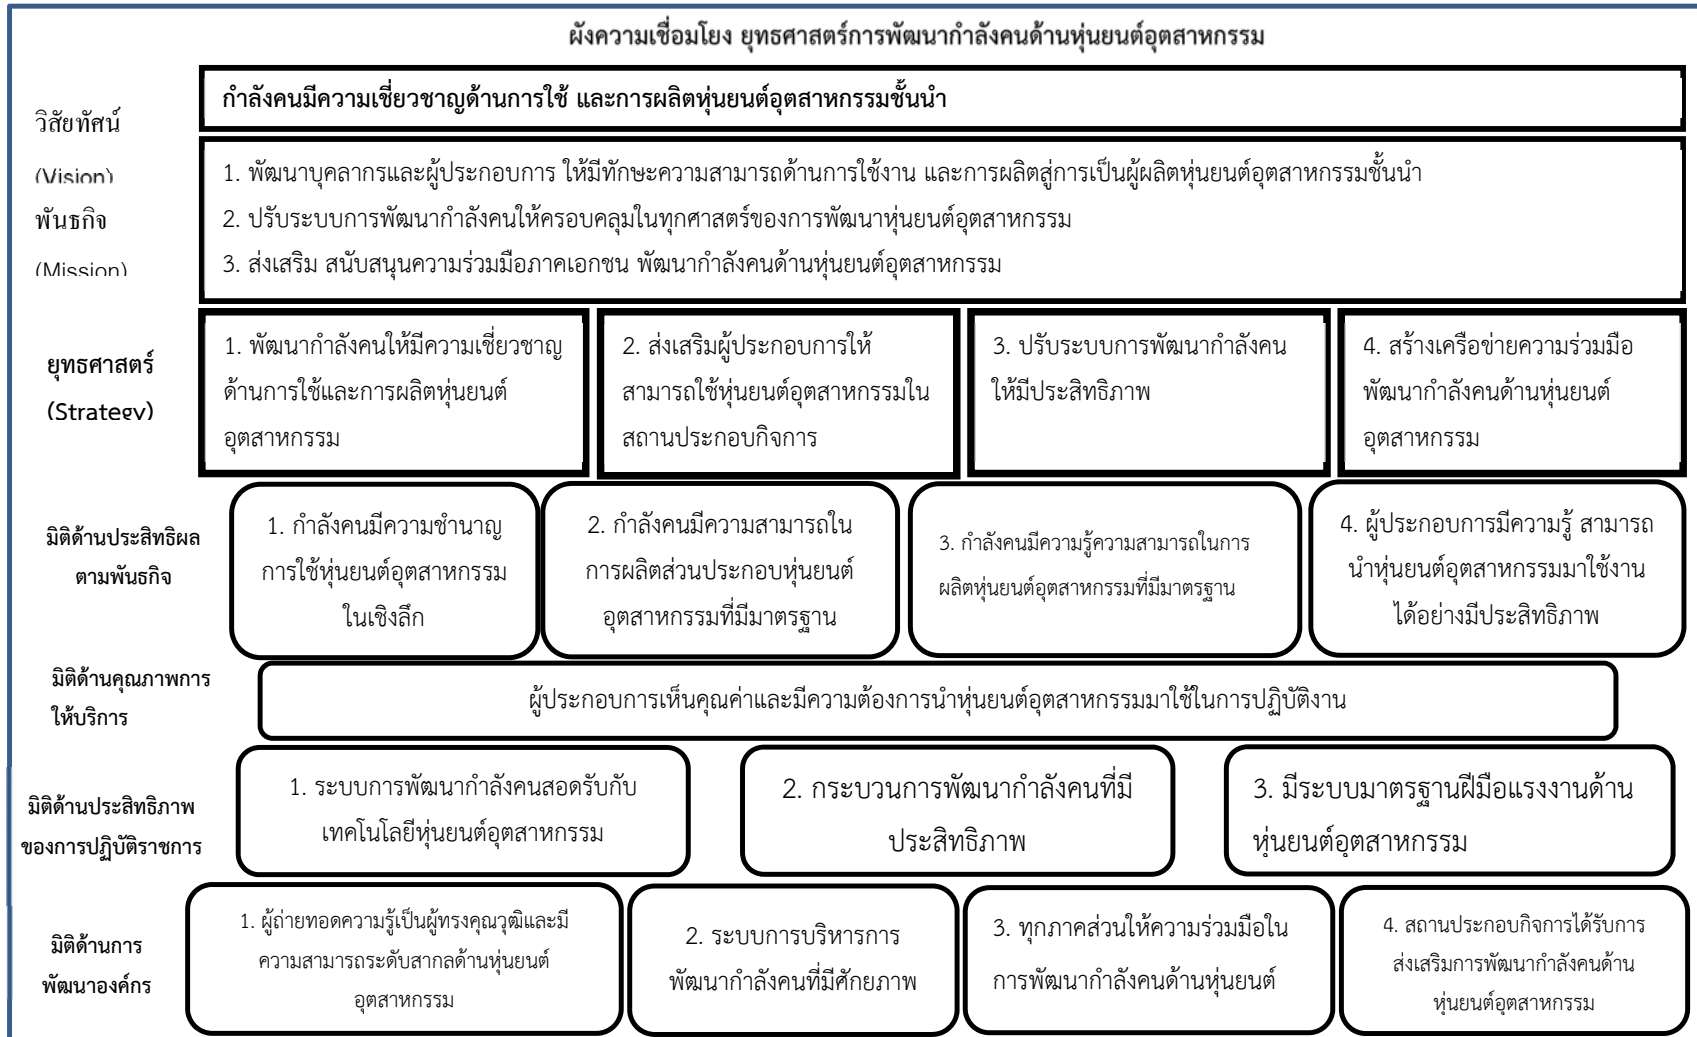 ผังความเชื่อมโยง ยุทธศาสตร์การพัฒนากำลังคนด้านหุ่นยนต์อุตสาหกรรม
วิสัยทัศน์
(Vision)
กำลังคนมีความเชี่ยวชาญด้านการใช้ และการผลิตหุ่นยนต์อุตสาหกรรมชั้นนำ
พันธกิจ
(Mission)
1. พัฒนาบุคลากรและผู้ประกอบการ ให้มีทักษะความสามารถด้านการใช้งาน และการผลิตสู่การเป็นผู้ผลิตหุ่นยนต์อุตสาหกรรมชั้นนำ
2. ปรับระบบการพัฒนากำลังคนให้ครอบคลุมในทุกศาสตร์ของการพัฒนาหุ่นยนต์อุตสาหกรรม
3. ส่งเสริม สนับสนุนความร่วมมือภาคเอกชน พัฒนากำลังคนด้านหุ่นยนต์อุตสาหกรรม
ยุทธศาสตร์
(Strategy)
1. พัฒนากำลังคนให้มีความเชี่ยวชาญ
ด้านการใช้และการผลิตหุ่นยนต์
อุตสาหกรรม
2. ส่งเสริมผู้ประกอบการให้
สามารถใช้หุ่นยนต์อุตสาหกรรมใน
สถานประกอบกิจการ
3. ปรับระบบการพัฒนากำลังคน
ให้มีประสิทธิภาพ
4. สร้างเครือข่ายความร่วมมือ
พัฒนากำลังคนด้านหุ่นยนต์
อุตสาหกรรม
มิติด้านประสิทธิผล
ตามพันธกิจ
1. กำลังคนมีความชำนาญ
การใช้หุ่นยนต์อุตสาหกรรม
ในเชิงลึก
2. กำลังคนมีความสามารถใน
การผลิตส่วนประกอบหุ่นยนต์
อุตสาหกรรมที่มีมาตรฐาน
3. กำลังคนมีความรู้ความสามารถในการ
ผลิตหุ่นยนต์อุตสาหกรรมที่มีมาตรฐาน
4. ผู้ประกอบการมีความรู้ สามารถ
นำหุ่นยนต์อุตสาหกรรมมาใช้งาน
ได้อย่างมีประสิทธิภาพ
มิติด้านคุณภาพการ
ให้บริการ
ผู้ประกอบการเห็นคุณค่าและมีความต้องการนำหุ่นยนต์อุตสาหกรรมมาใช้ในการปฏิบัติงาน
มิติด้านประสิทธิภาพ
ของการปฏิบัติราชการ
1. ระบบการพัฒนากำลังคนสอดรับกับ
เทคโนโลยีหุ่นยนต์อุตสาหกรรม
2. กระบวนการพัฒนากำลังคนที่มี
ประสิทธิภาพ
3. มีระบบมาตรฐานฝีมือแรงงานด้าน
หุ่นยนต์อุตสาหกรรม
มิติด้านการ
พัฒนาองค์กร
1. ผู้ถ่ายทอดความรู้เป็นผู้ทรงคุณวุฒิและมี
ความสามารถระดับสากลด้านหุ่นยนต์
อุตสาหกรรม
2. ระบบการบริหารการ
พัฒนากำลังคนที่มีศักยภาพ
3. ทุกภาคส่วนให้ความร่วมมือใน
การพัฒนากำลังคนด้านหุ่นยนต์
4. สถานประกอบกิจการได้รับการ
ส่งเสริมการพัฒนากำลังคนด้าน
หุ่นยนต์อุตสาหกรรม